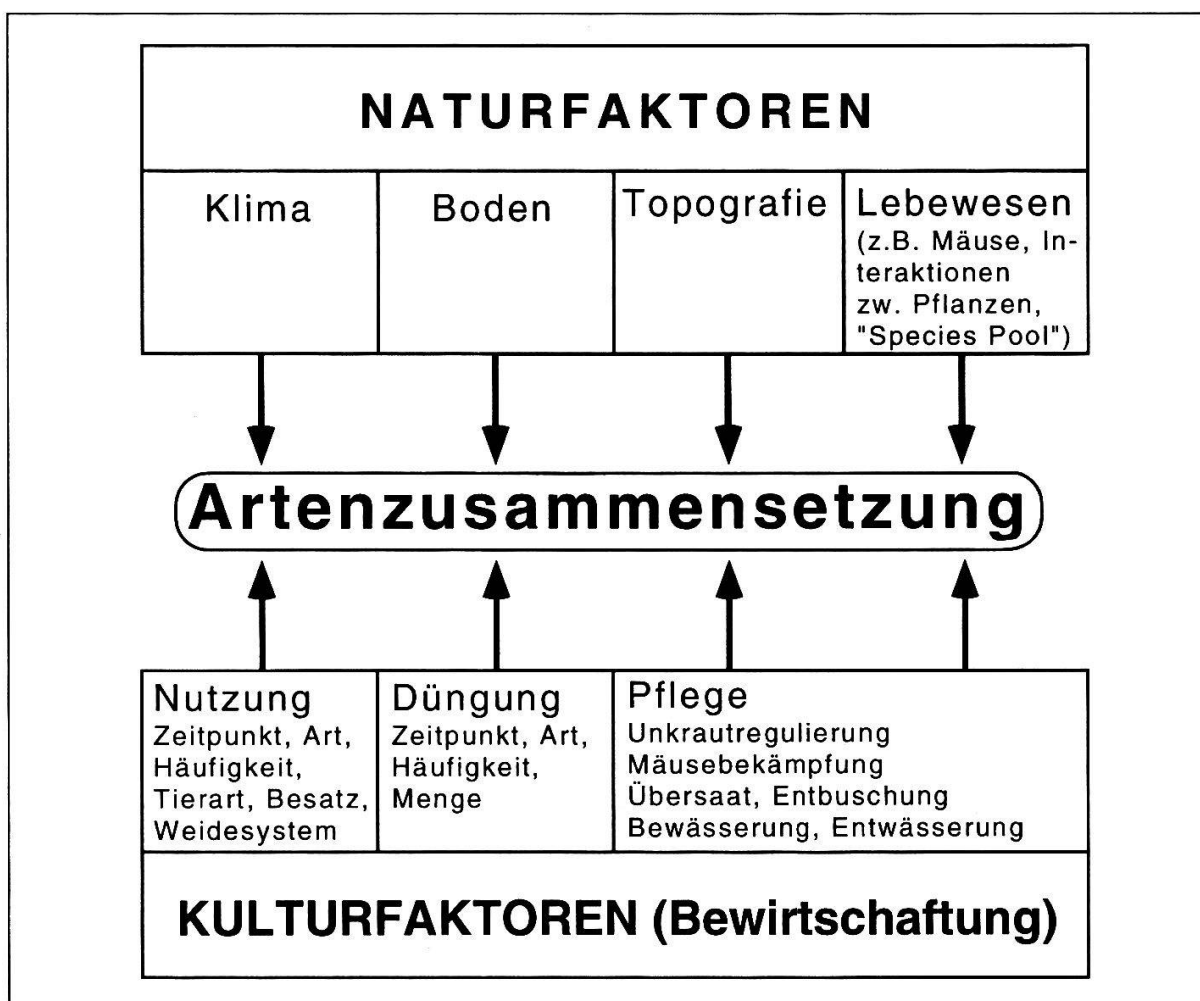 NATURFAKTOREN
Klima
Boden
Topografie
Lebewesen
(z.B. Mäuse, In-
teraktionen
zw. Pflanzen,
"Species Pool")
Artenzusammensetzung
Nutzung
Zeitpunkt, Art,
Häufigkeit,
Tierart, Besatz,
Weidesystem
Düngung
Zeitpunkt, Art,
Häufigkeit,
Menge
Pflege
Unkrautregulierung
Mäusebekämpfung
Übersaat, Entbuschung
Bewässerung, Entwässerung
KULTURFAKTOREN (Bewirtschaftung)